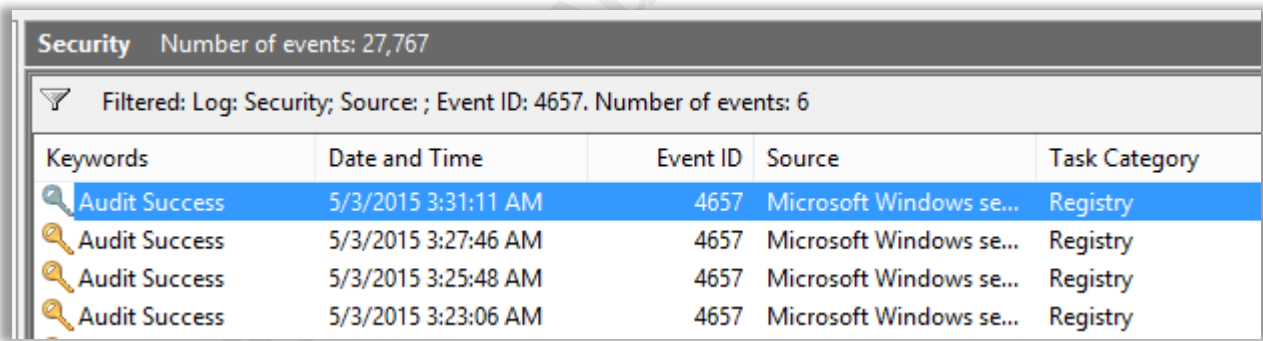 Security Number of events: 27,767
Filtered: Log: Security; Source: ; Event ID: 4657. Number of events: 6
Keywords Date and Time Event ID Source Task Category
Audit Success 5/3/2015 3:31:11 AM 4657 Microsoft Windows se... Registry
Audit Success 5/3/2015 3:27:46 AM 4657 Microsoft Windows se... Registry
Audit Success 5/3/2015 3:25:48 AM 4657 Microsoft Windows se... Registry
Audit Success 5/3/2015 3:23:06 AM 4657 Microsoft Windows se... Registry